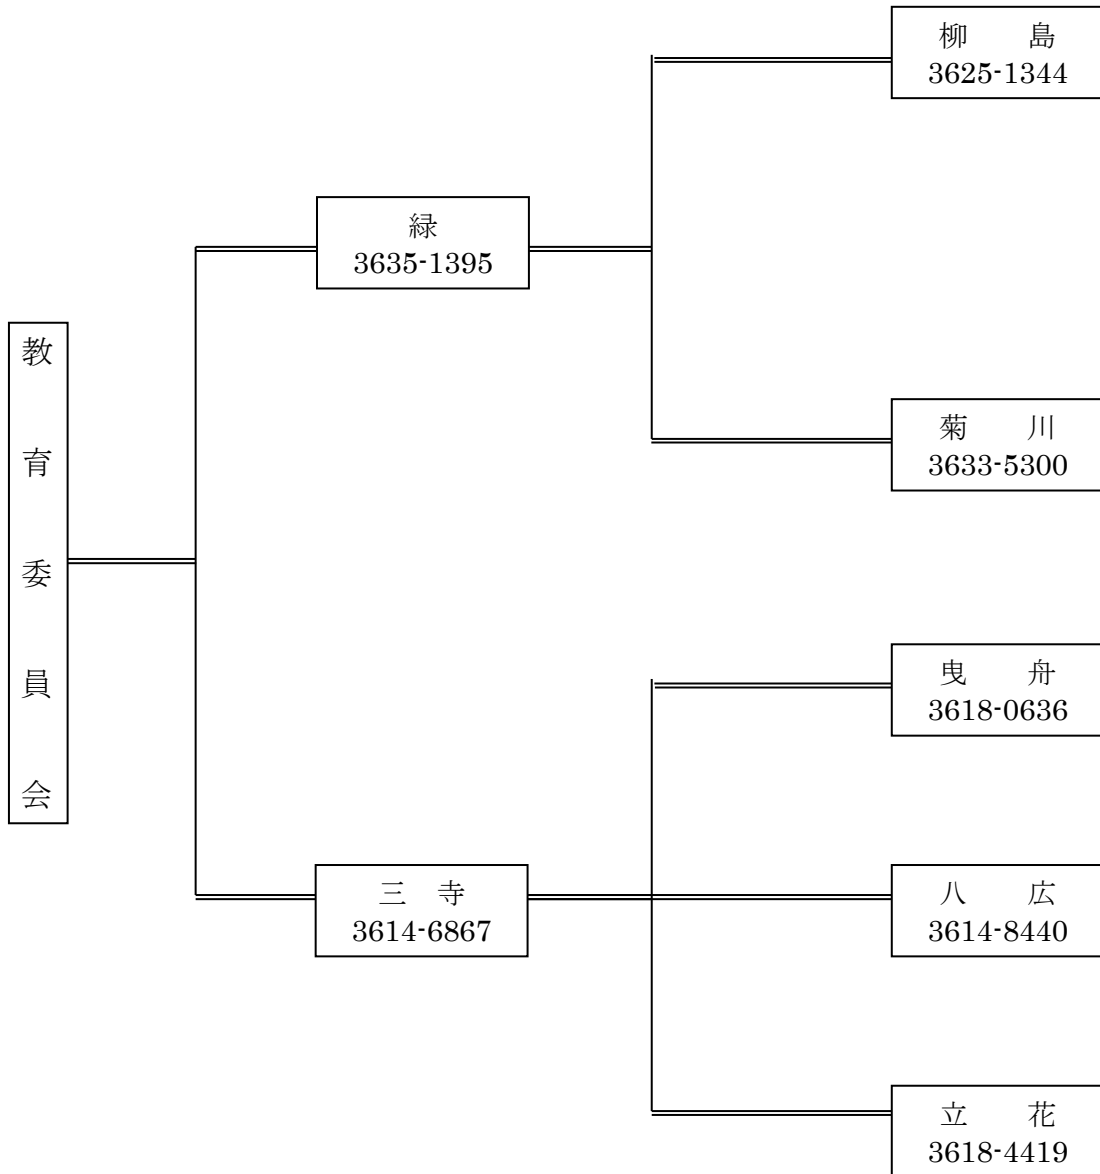 教育委員会
緑
3635-1395
柳　島
3625-1344
菊　川
3633-5300
三　寺
3614-6867
曳　舟
3618-0636
八　広
3614-8440
立　花
3618-4419